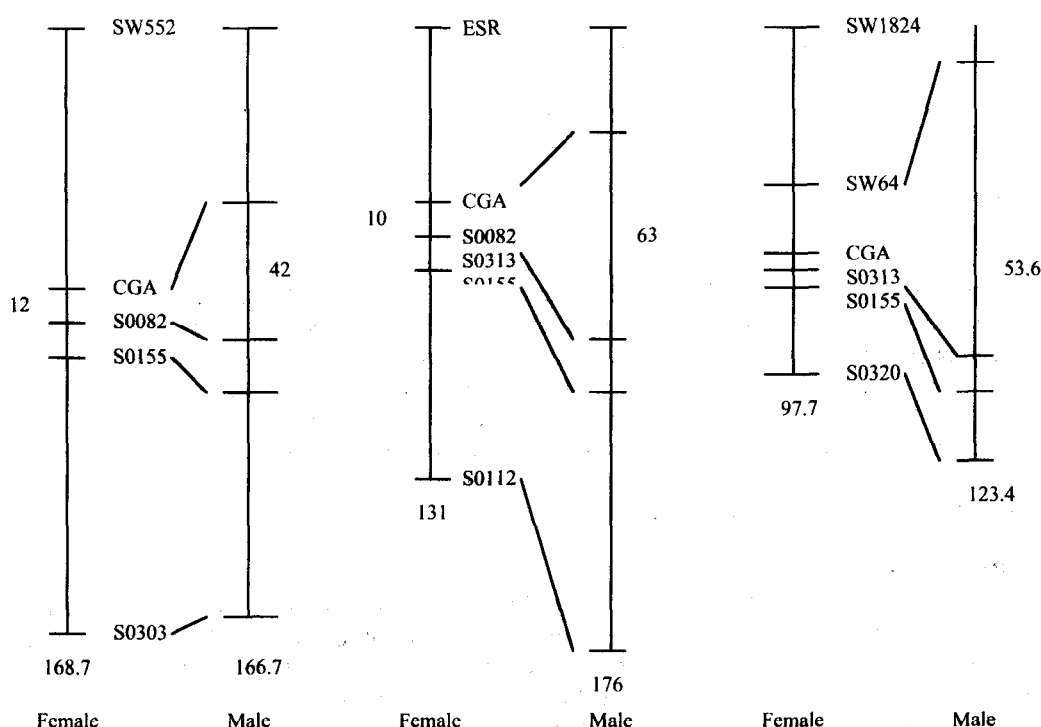 SW552
CGA
S0082
S0155
S0303
12
42
168.7
166.7
Female
Male
ESR
CGA
S0082
S0313
S0155
S0112
10
63
131
176
Female
Male
SW1824
SW64
CGA
S0313
S0155
S0320
53.6
97.7
123.4
Female
Male